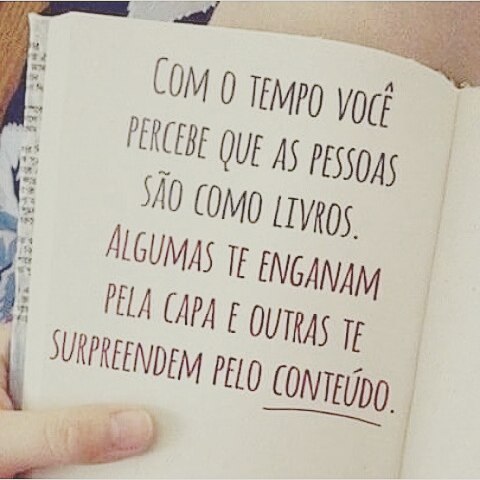 COM O TEMPO VOCÊ
PERCEBE QUE AS PESSOAS
SÃO COMO LIVROS.
ALGUMAS TE ENGANAM
PELA CAPA E OUTRAS TE
SURPREENDEM PELO CONTEÚDO.